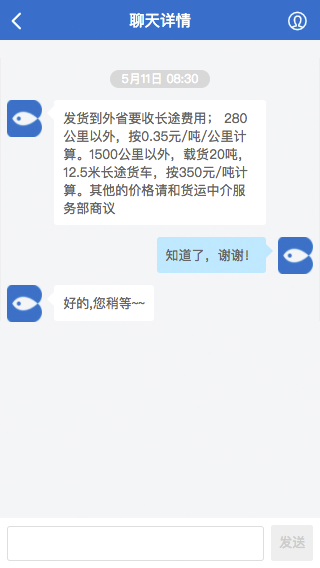 聊天详情
5月11日 08:30
发货到外省要收长途费用； 280
公里以外，按0.35元/吨/公里计
算。1500公里以外，载货20吨，
12.5米长途货车，按350元/吨计
算。其他的价格请和货运中介服
务部商议
知道了，谢谢！
好的,您稍等~~
发送